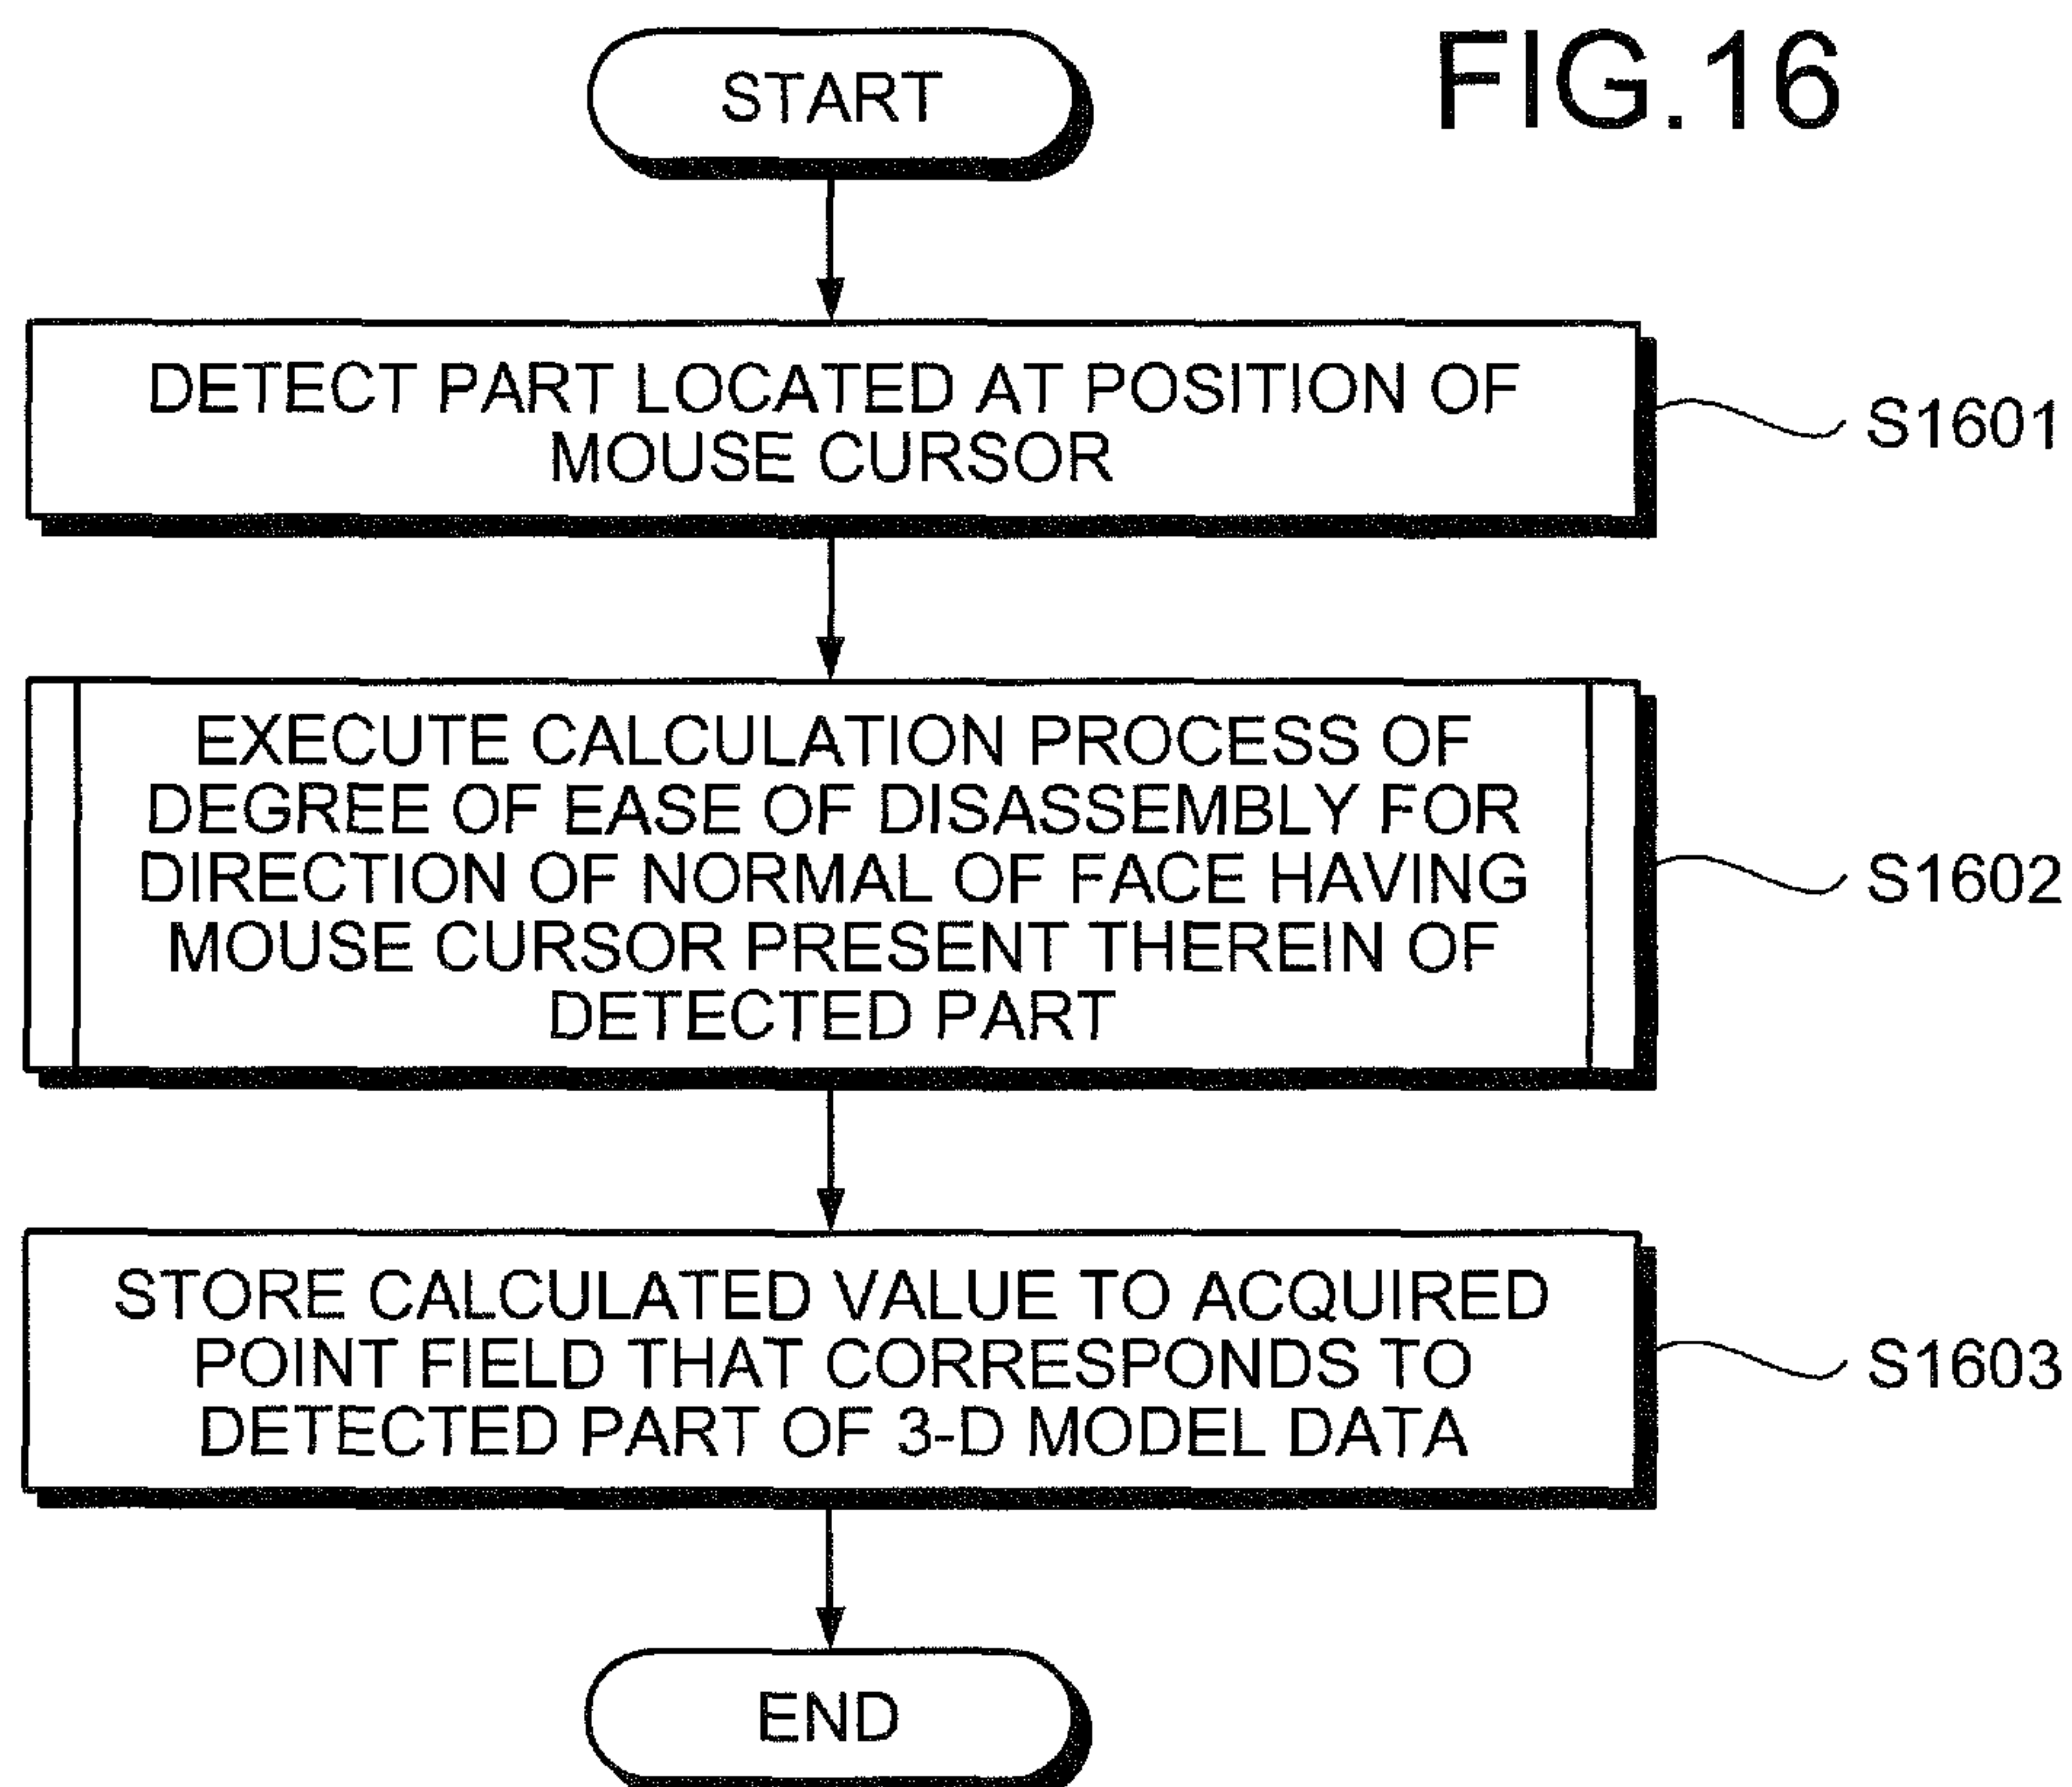 FIG.16
START
DETECT PART LOCATED AT POSITION OF
MOUSE CURSOR
S1601
EXECUTE CALCULATION PROCESS OF
DEGREE OF EASE OF DISASSEMBLY FOR
DIRECTION OF NORMAL OF FACE HAVING
MOUSE CURSOR PRESENT THEREIN OF
DETECTED PART
S1602
STORE CALCULATED VALUE TO ACQUIRED
POINT FIELD THAT CORRESPONDS TO
DETECTED PART OF 3-D MODEL DATA
S1603
END